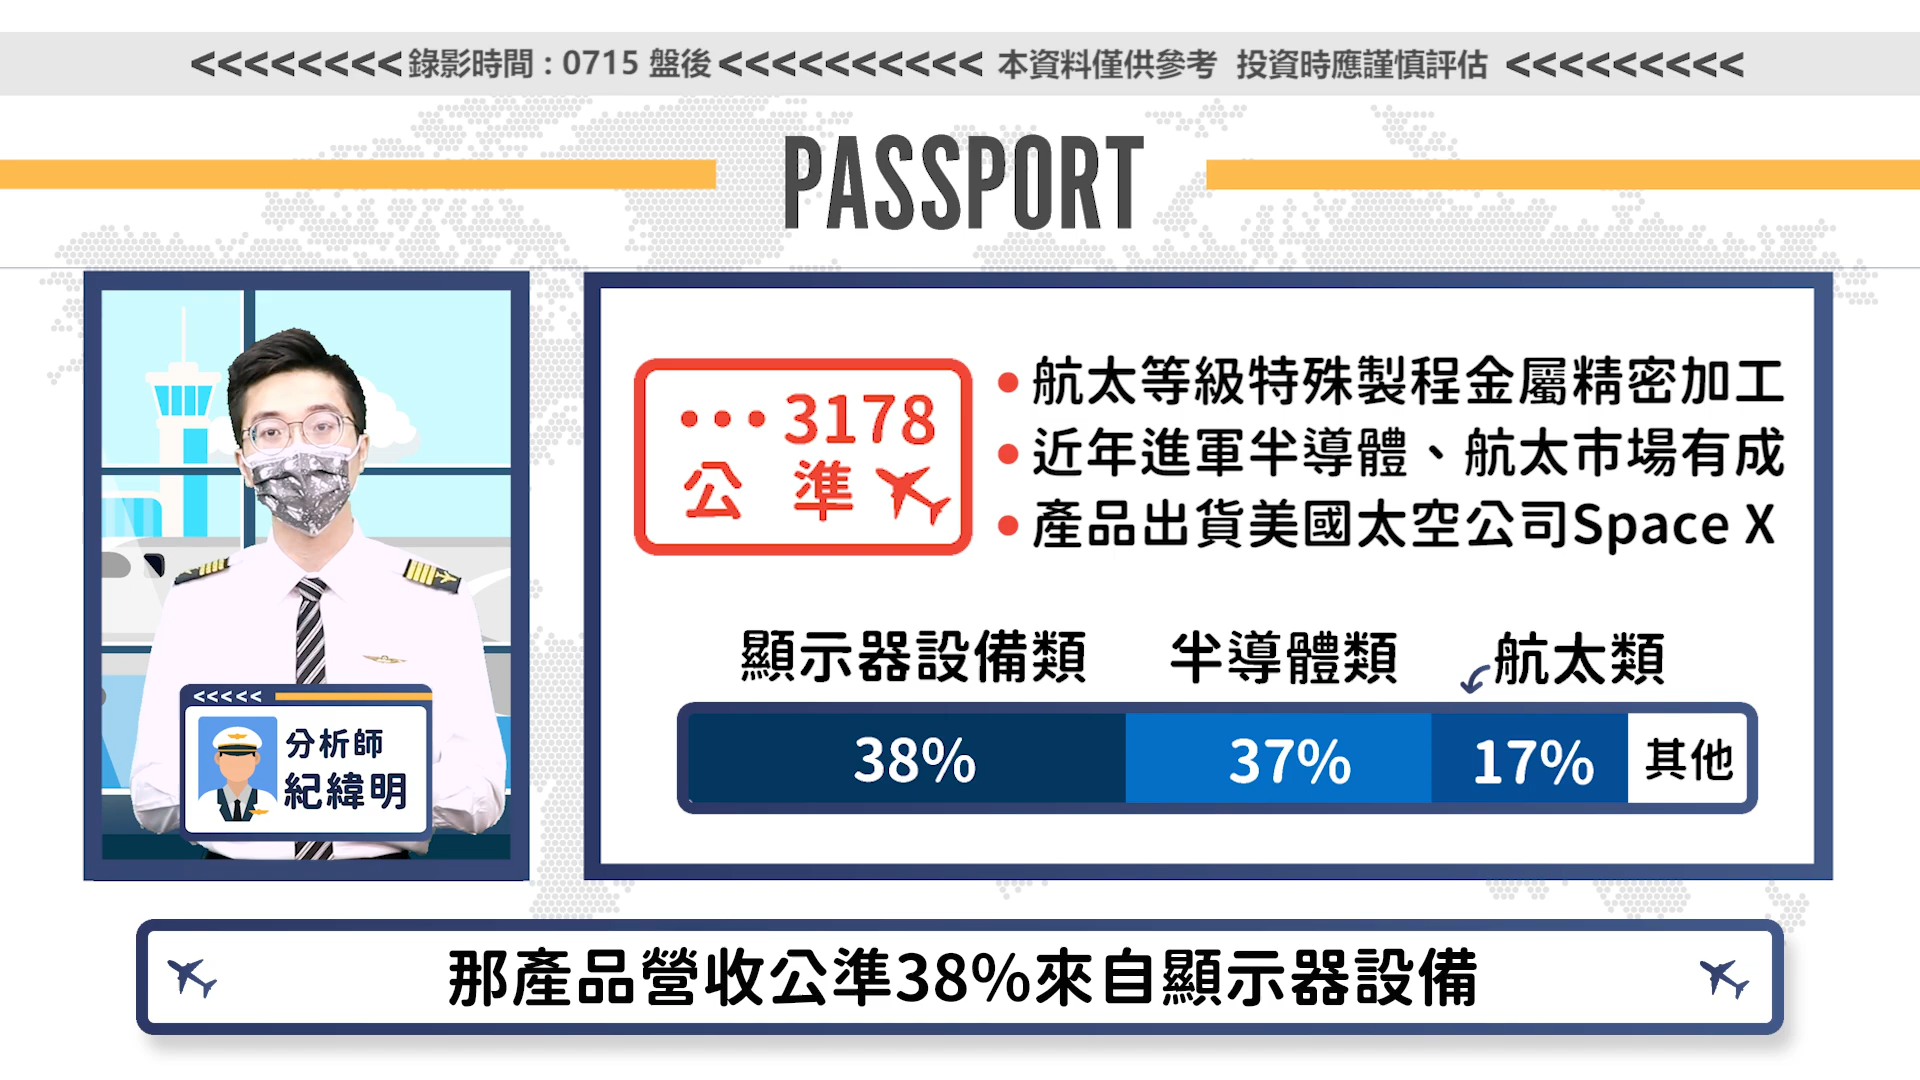 <<<<<<<<錄影時間：0715 盤後<<<<<<<<<< 本資料僅供參考 投資時應謹慎評估 <<<<<<<<<
PASSPORT
•••3178
公準
•航太等級特殊製程金屬精密加工
•近年進軍半導體、航太市場有成
•產品出貨美國太空公司Space X
顯示器設備類 半導體類 航太類
38% 37% 17% 其他
<<<<<
分析師
紀緯明
那產品營收公準38%來自顯示器設備